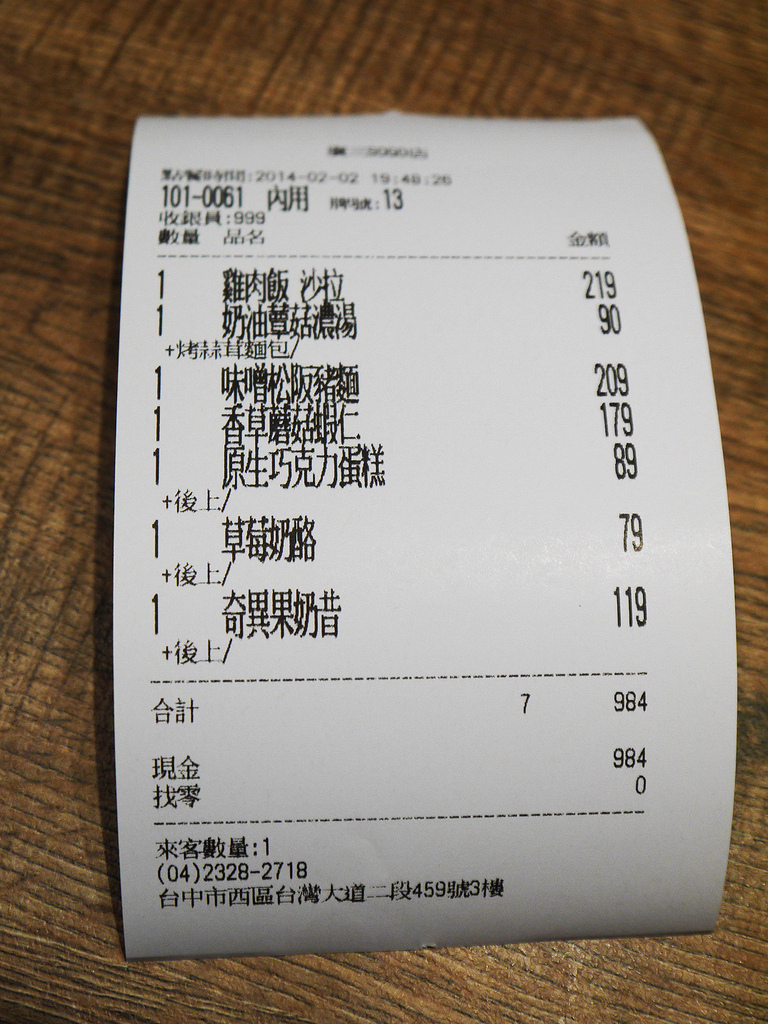 點餐時間:2014-02-02 19:48:26
101-0061 內用 牌號:13
收銀員:999
數量 品名 金額
1 雞肉飯 沙拉 219
1 奶油蕈菇濃湯 90
+烤蒜茸麵包/
1 味噌松阪豬麵 209
1 香草蘑菇蝦仁 179
1 原生巧克力蛋糕 89
+後上/
1 草莓奶酪 79
+後上/
1 奇異果奶昔 119
+後上/
合計 7 984
現金 984
找零 0
來客數量:1
(04)2328-2718
台中市西區台灣大道二段459號3樓